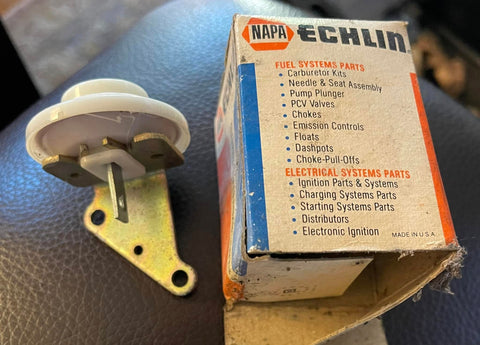 NAPA ECHLIN
FUEL SYSTEMS PARTS
• Carburetor Kits
• Needle & Seat Assembly
• Pump Plunger
• PCV Valves
• Chokes
• Emission Controls
• Floats
• Dashpots
• Choke-Pull-Offs
ELECTRICAL SYSTEMS PARTS
• Ignition Parts & Systems
• Charging Systems Parts
• Starting Systems Parts
• Distributors
• Electronic Ignition
MADE IN U.S.A.